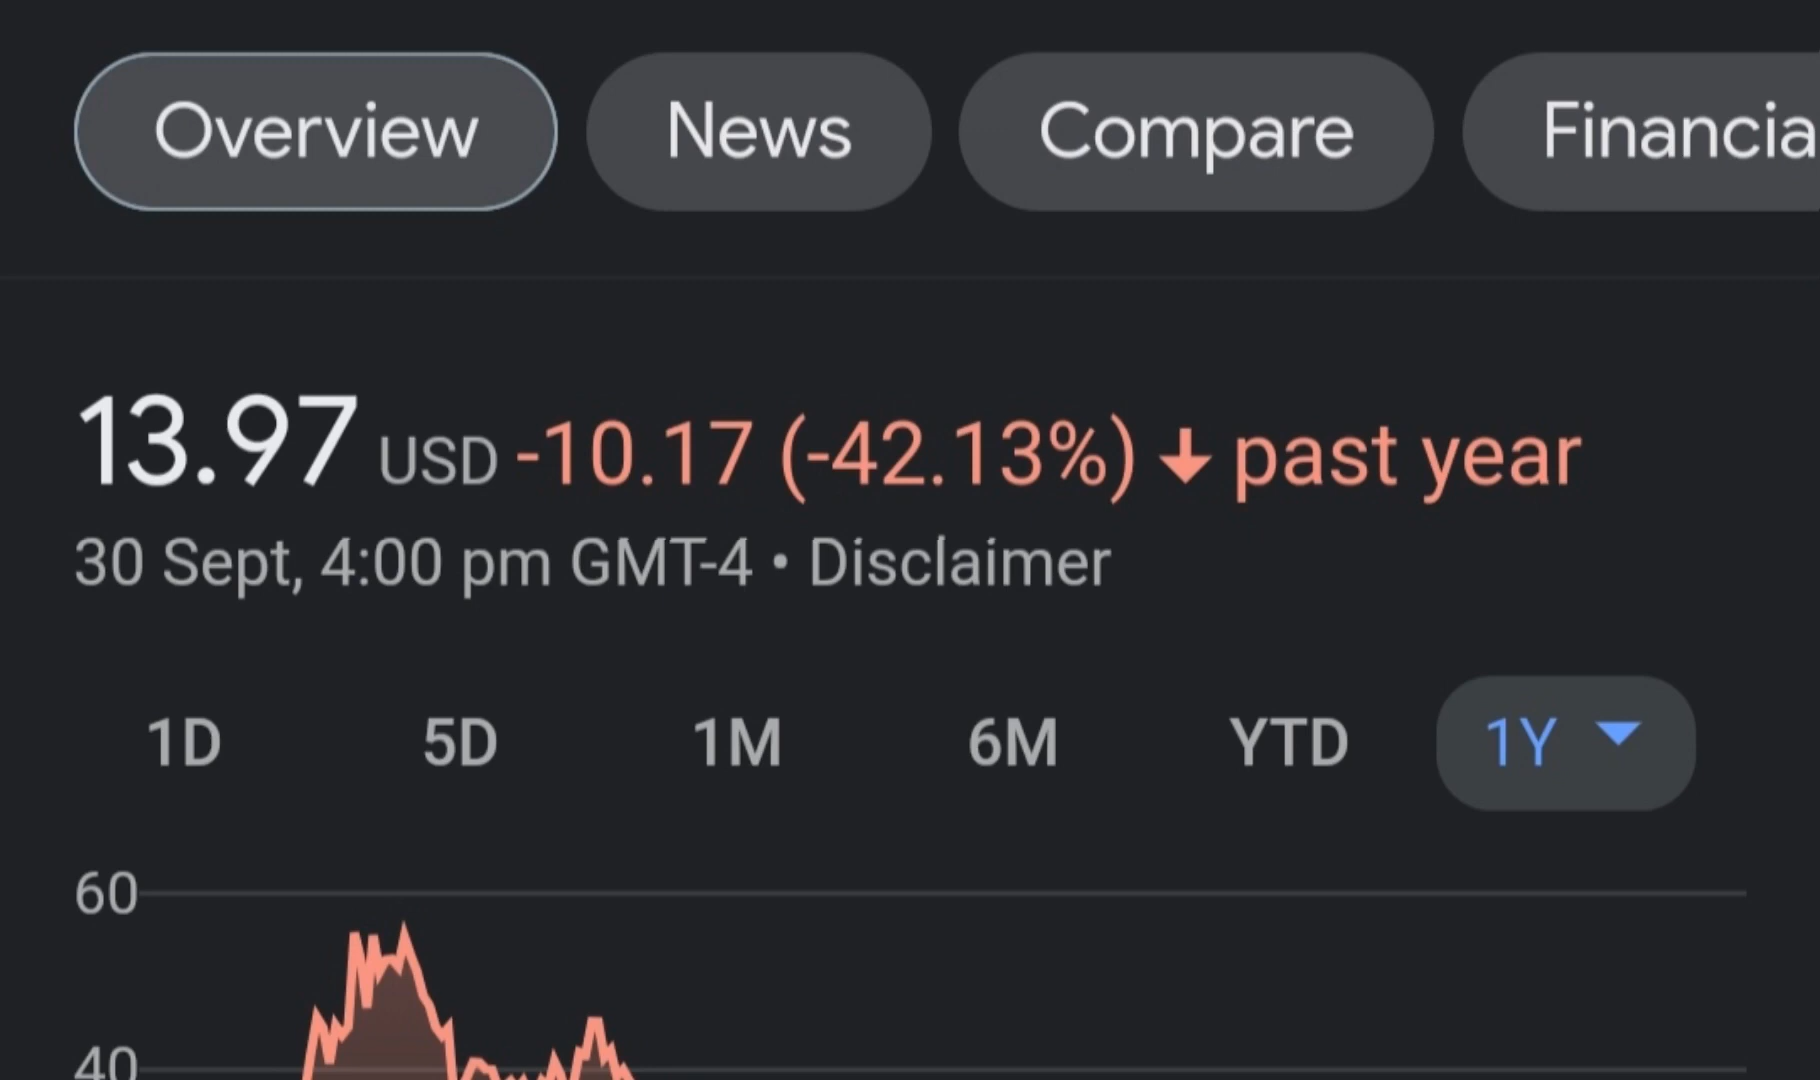 Overview News Compare Financia
13.97 USD -10.17 (-42.13%) ↓ past year
30 Sept, 4:00 pm GMT-4 • Disclaimer
1D 5D 1M 6M YTD 1Y
60
40